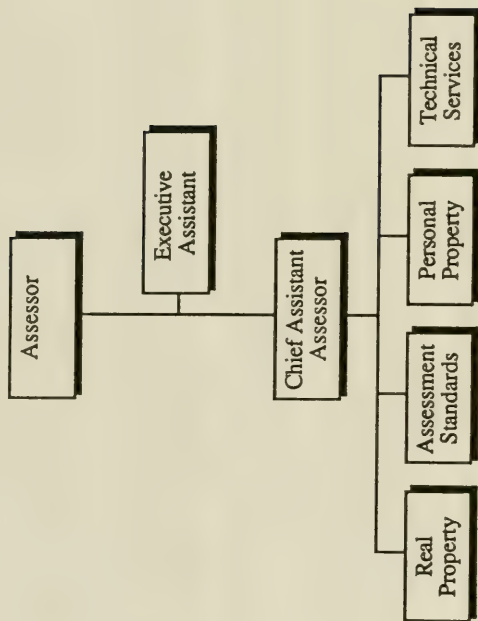 Assessor
Executive
Assistant
Chief Assistant
Assessor
Real
Property
Assessment
Standards
Personal
Property
Technical
Services